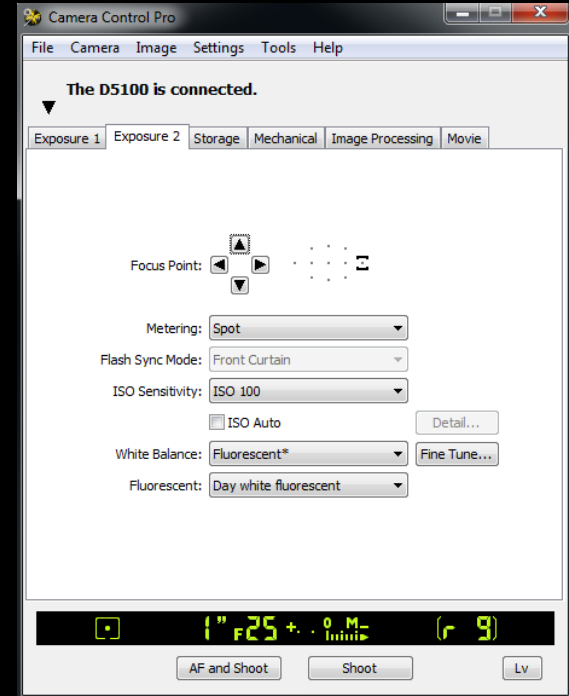 Camera Control Pro
File Camera Image Settings Tools Help
The D5100 is connected.
Exposure 1 Exposure 2 Storage Mechanical Image Processing Movie
Focus Point:
Metering: Spot
Flash Sync Mode: Front Curtain
ISO Sensitivity: ISO 100
ISO Auto Detail...
White Balance: Fluorescent* Fine Tune...
Fluorescent: Day white fluorescent
1" F25 +. . 0 M- (r 9)
AF and Shoot Shoot Lv